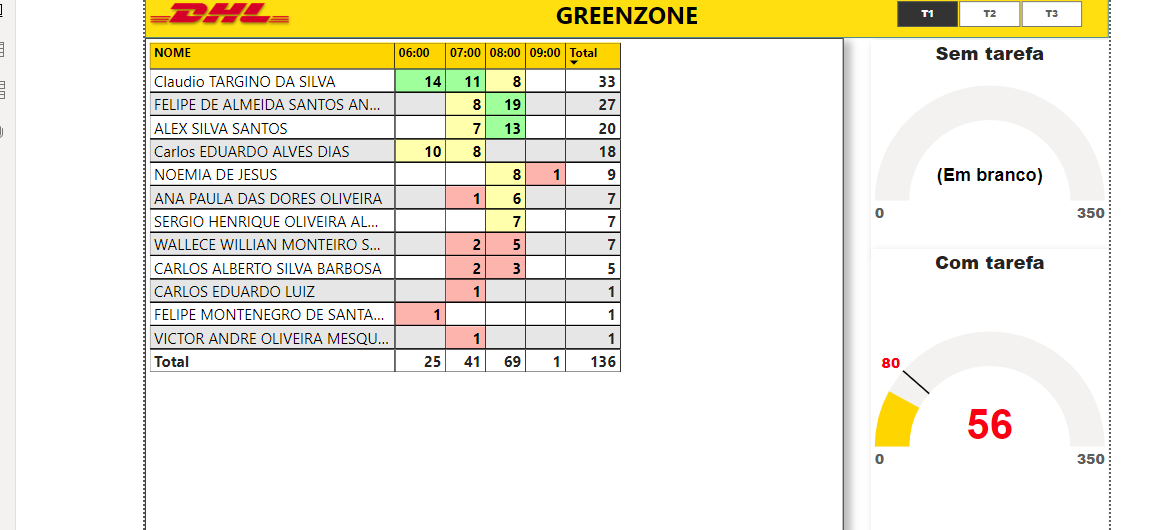 DHL
GREENZONE
T1 T2 T3
NOME 06:00 07:00 08:00 09:00 Total
Claudio TARGINO DA SILVA 14 11 8 33
FELIPE DE ALMEIDA SANTOS AN... 8 19 27
ALEX SILVA SANTOS 7 13 20
Carlos EDUARDO ALVES DIAS 10 8 18
NOEMIA DE JESUS 8 1 9
ANA PAULA DAS DORES OLIVEIRA 1 6 7
SERGIO HENRIQUE OLIVEIRA AL... 7 7
WALLECE WILLIAN MONTEIRO S... 2 5 7
CARLOS ALBERTO SILVA BARBOSA 2 3 5
CARLOS EDUARDO LUIZ 1 1
FELIPE MONTENEGRO DE SANTA... 1 1
VICTOR ANDRE OLIVEIRA MESQU... 1 1
Total 25 41 69 1 136
Sem tarefa
(Em branco)
0 350
Com tarefa
80
56
0 350